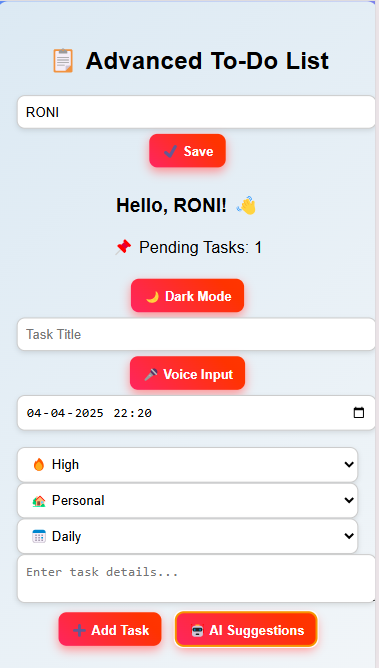 📋 Advanced To-Do List
RONI
✔ Save
Hello, RONI! 👋
📌 Pending Tasks: 1
🌙 Dark Mode
Task Title
🎤 Voice Input
04-04-2025 22:20
🔥 High
🏡 Personal
📅 Daily
Enter task details...
➕ Add Task 🤖 AI Suggestions